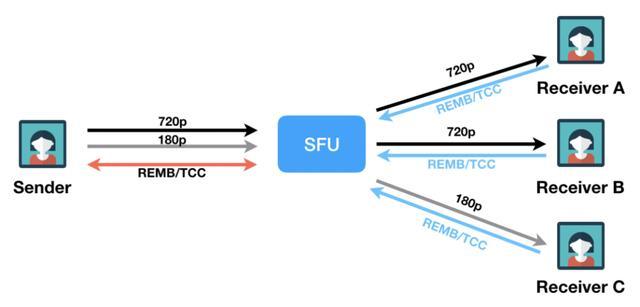 720p
180p
REMB/TCC
Sender
SFU
720p
REMB/TCC
Receiver A
720p
REMB/TCC
Receiver B
180p
REMB/TCC
Receiver C